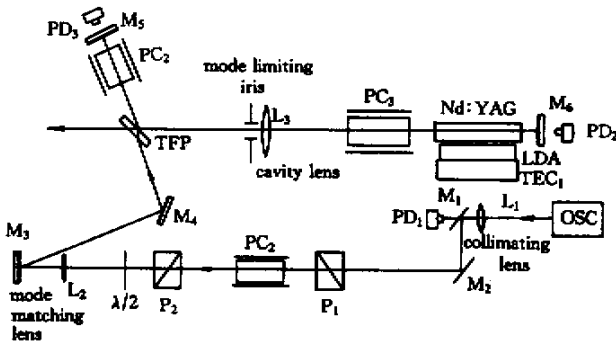 PD₃
M₅
PC₂
mode limiting
iris
L₃
PC₃
Nd:YAG
M₆
PD₂
TFP
cavity lens
LDA
TEC₁
M₄
M₁
L₁
PD₁
OSC
collimating
lens
M₃
PC₂
M₂
L₂
λ/2
P₂
P₁
mode
matching
lens